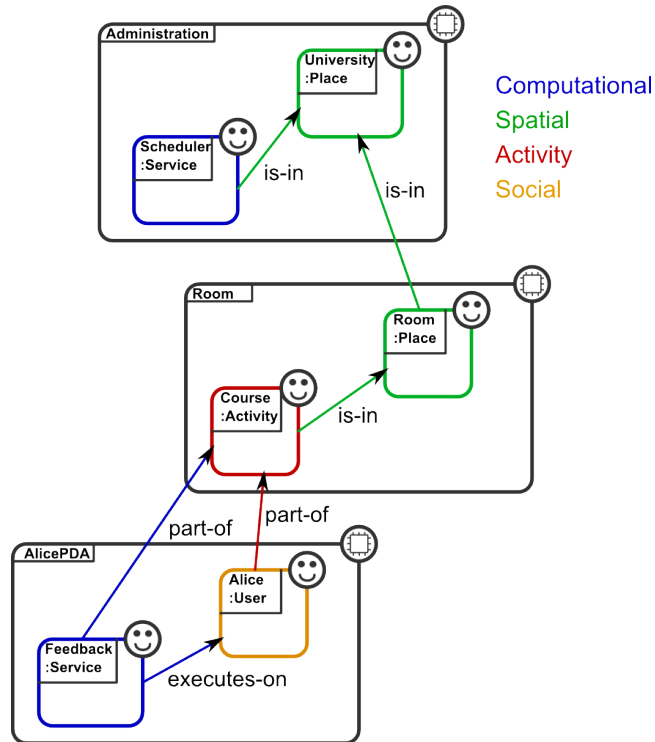 Administration
University
:Place
Computational
Spatial
Activity
Social
Scheduler
:Service
is-in
is-in
Room
Room
:Place
Course
:Activity
is-in
part-of
part-of
AlicePDA
Alice
:User
Feedback
:Service
executes-on